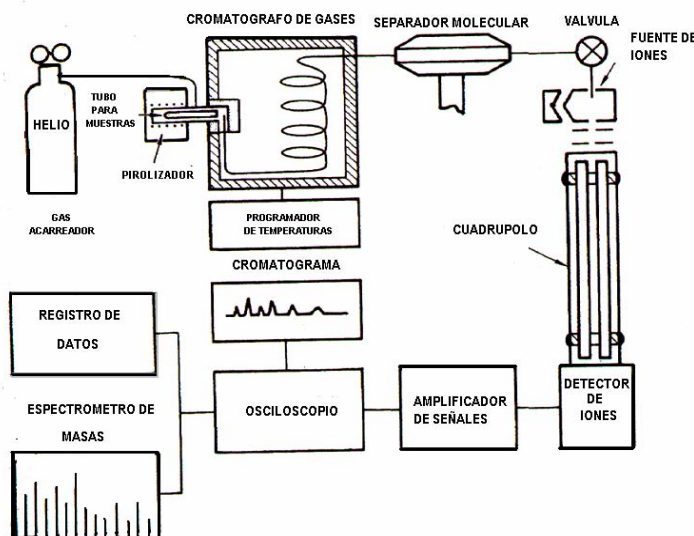 CROMATOGRAFO DE GASES
SEPARADOR MOLECULAR
VALVULA
FUENTE DE
IONES
HELIO
TUBO
PARA
MUESTRAS
PIROLIZADOR
GAS
ACARREADOR
PROGRAMADOR
DE TEMPERATURAS
CUADRUPOLO
CROMATOGRAMA
REGISTRO DE
DATOS
ESPECTROMETRO DE
MASAS
OSCILOSCOPIO
AMPLIFICADOR
DE SEÑALES
DETECTOR
DE
IONES